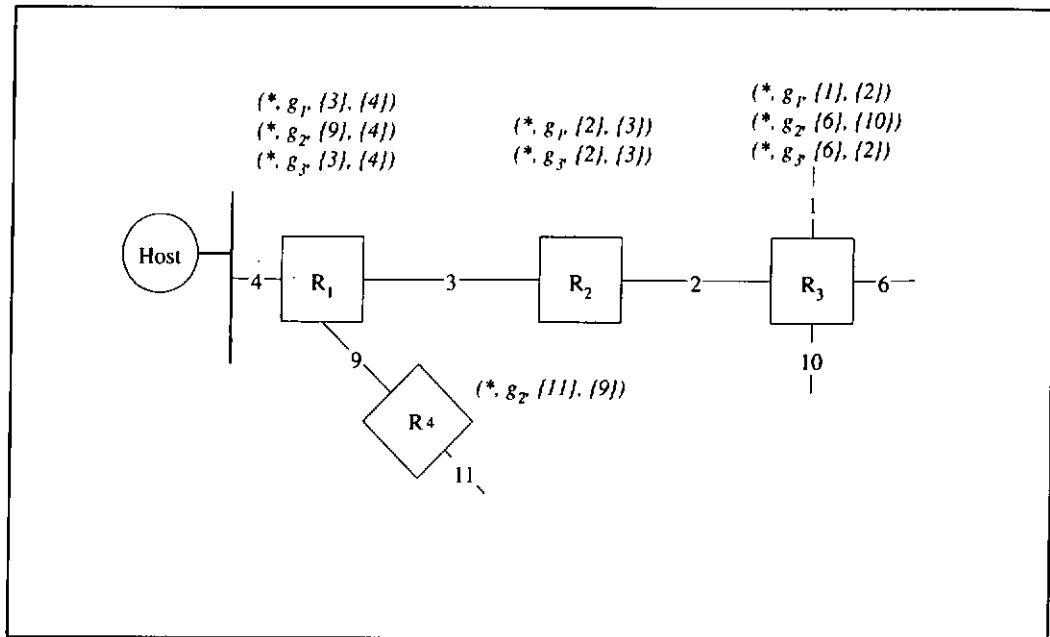 (*, g1, {3}, {4})
(*, g2, {9}, {4})
(*, g3, {3}, {4})
(*, g1, {2}, {3})
(*, g3, {2}, {3})
(*, g1, {1}, {2})
(*, g2, {6}, {10})
(*, g3, {6}, {2})
1
Host
4
R1
3
R2
2
R3
6
9
10
(*, g2, {11}, {9})
R4
11